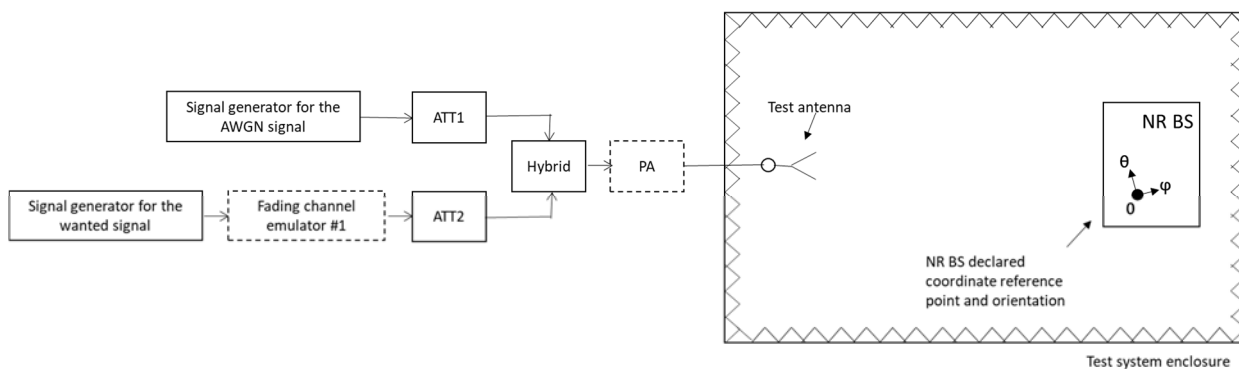 Signal generator for the
AWGN signal
ATT1
Hybrid
PA
Signal generator for the
wanted signal
Fading channel
emulator #1
ATT2
Test antenna
NR BS
θ
φ
0
NR BS declared
coordinate reference
point and orientation
Test system enclosure